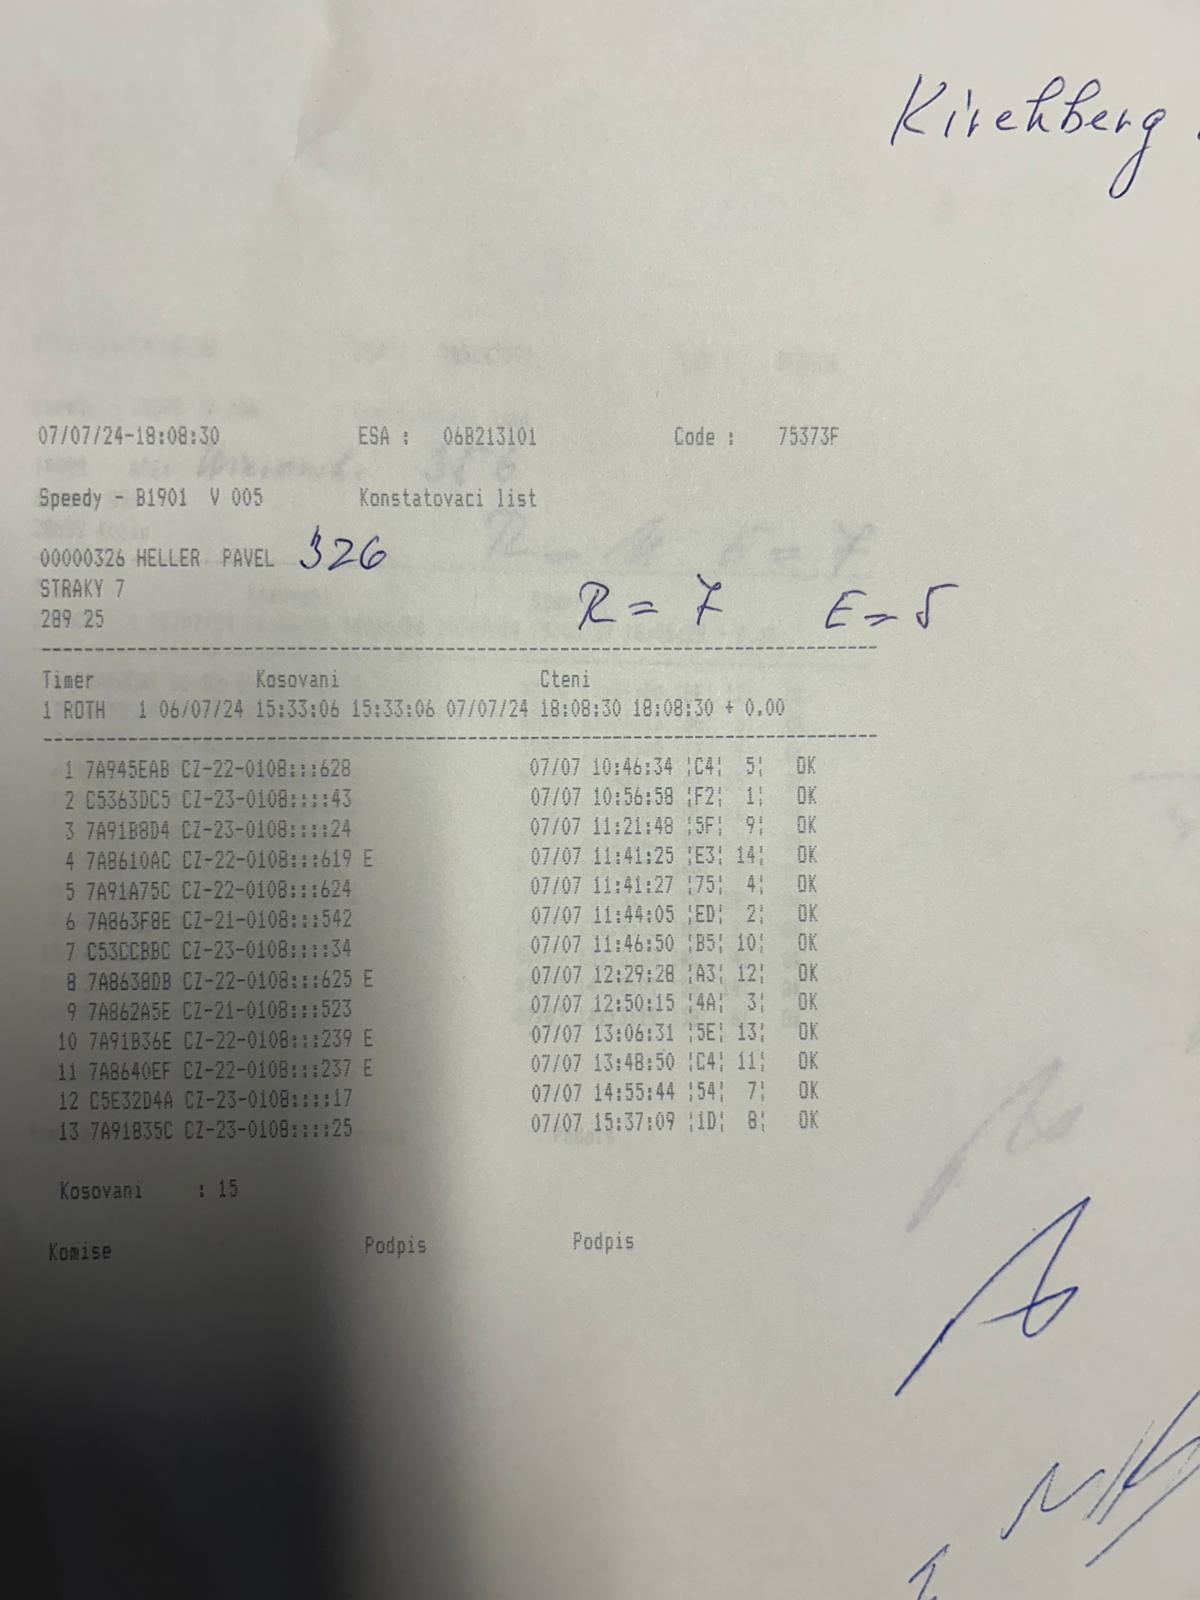 Kirchberg
07/07/24-18:08:30 ESA : 06B213101 Code : 75373F
Speedy - B1901 V 005 Konstatovaci list
00000326 HELLER PAVEL 326
STRAKY 7
289 25 R = 7 E = 5
Timer Kosovani Cteni
1 ROTH 1 06/07/24 15:33:06 15:33:06 07/07/24 18:08:30 18:08:30 + 0.00
1 7A945EAB CZ-22-0108:::628 07/07 10:46:34 ¦C4¦ 5¦ OK
2 C5363DC5 CZ-23-0108::::43 07/07 10:56:58 ¦F2¦ 1¦ OK
3 7A91B8D4 CZ-23-0108::::24 07/07 11:21:48 ¦5F¦ 9¦ OK
4 7A8610AC CZ-22-0108:::619 E 07/07 11:41:25 ¦E3¦ 14¦ OK
5 7A91A75C CZ-22-0108:::624 07/07 11:41:27 ¦75¦ 4¦ OK
6 7A863F8E CZ-21-0108:::542 07/07 11:44:05 ¦ED¦ 2¦ OK
7 C53CCBBC CZ-23-0108::::34 07/07 11:46:50 ¦B5¦ 10¦ OK
8 7A8638DB CZ-22-0108:::625 E 07/07 12:29:28 ¦A3¦ 12¦ OK
9 7A862A5E CZ-21-0108:::523 07/07 12:50:15 ¦4A¦ 3¦ OK
10 7A91B36E CZ-22-0108:::239 E 07/07 13:06:31 ¦5E¦ 13¦ OK
11 7A8640EF CZ-22-0108:::237 E 07/07 13:48:50 ¦C4¦ 11¦ OK
12 C5E32D4A CZ-23-0108::::17 07/07 14:55:44 ¦54¦ 7¦ OK
13 7A91835C CZ-23-0108::::25 07/07 15:37:09 ¦1D¦ 8¦ OK
Kosovani : 15
Komise Podpis Podpis